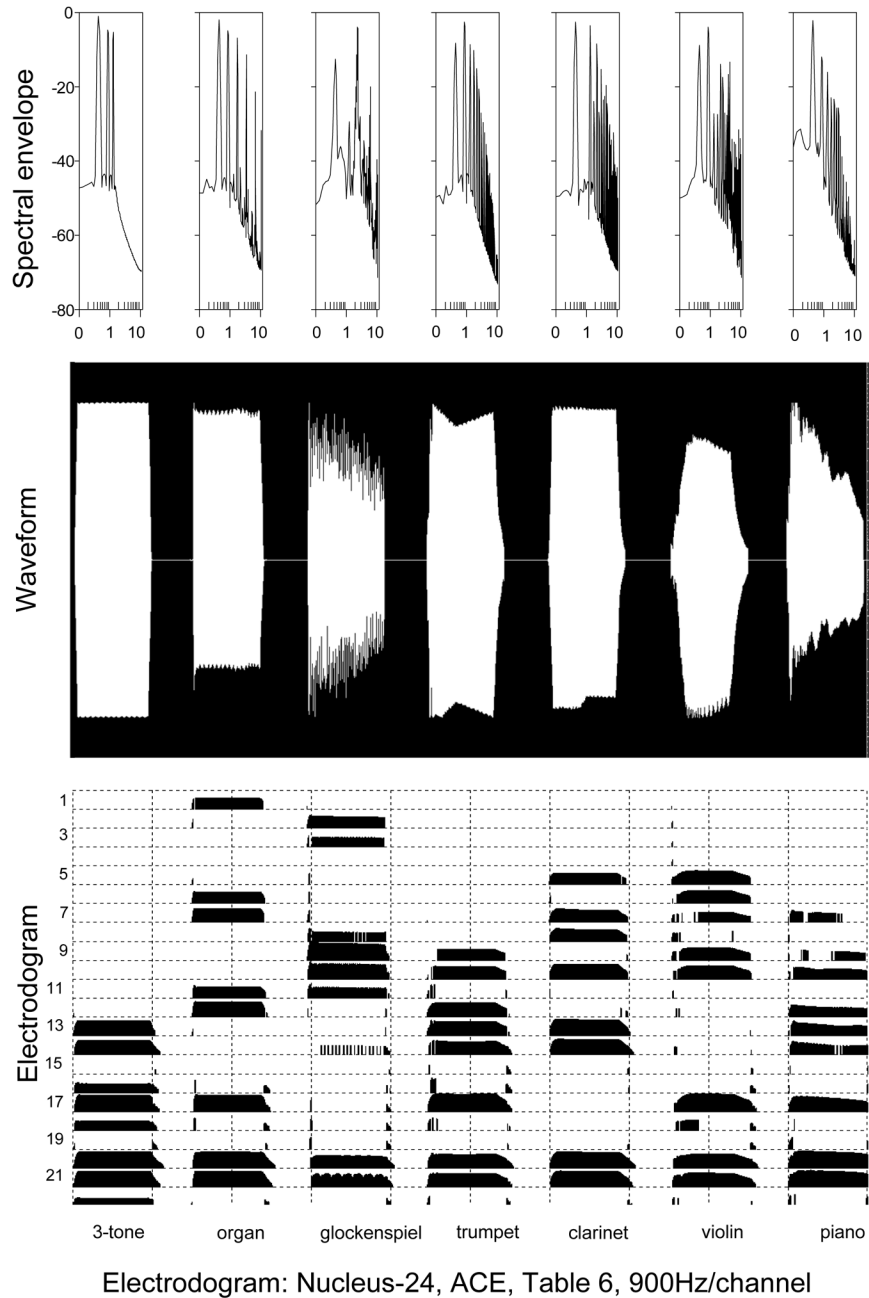 Spectral envelope
0
-20
-40
-60
-80
0 1 10 0 1 10 0 1 10 0 1 10 0 1 10 0 1 10 0 1 10
Waveform
Electrodogram
1
3
5
7
9
11
13
15
17
19
21
3-tone organ glockenspiel trumpet clarinet violin piano
Electrodogram: Nucleus-24, ACE, Table 6, 900Hz/channel